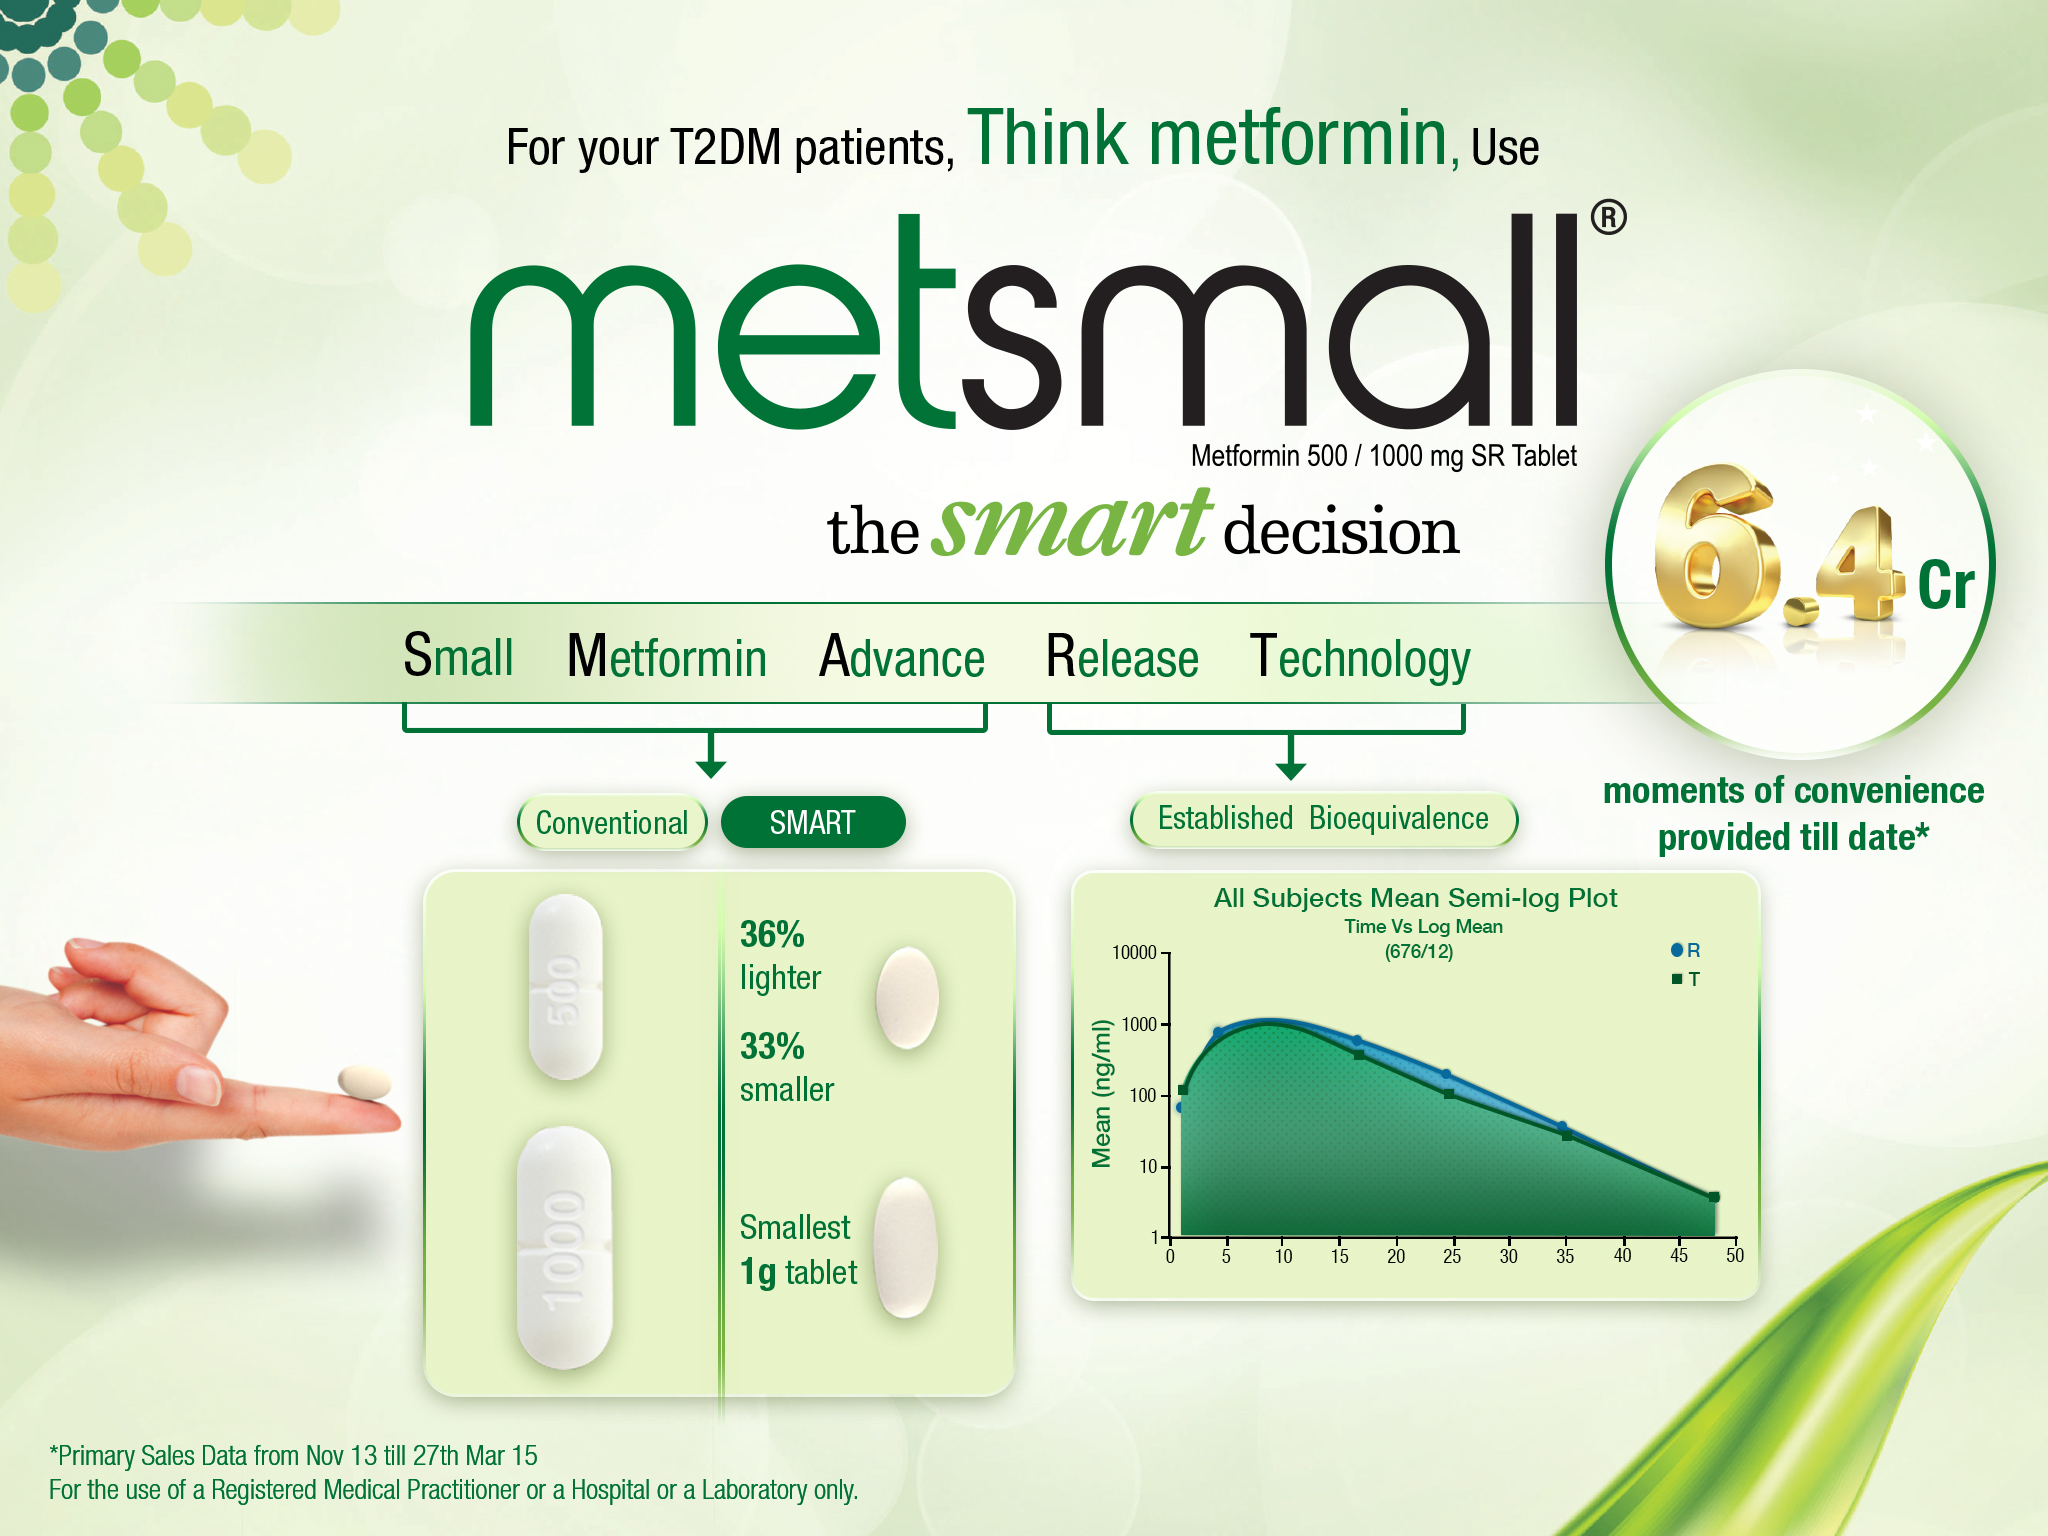 For your T2DM patients, Think metformin, Use
metsmall®
Metformin 500 / 1000 mg SR Tablet
the smart decision
6.4 Cr
moments of convenience
provided till date*
Small Metformin Advance Release Technology
Conventional SMART
500
36%
lighter
33%
smaller
1000
Smallest
1g tablet
Established Bioequivalence
All Subjects Mean Semi-log Plot
Time Vs Log Mean
(676/12)
R
T
Mean (ng/ml)
10000
1000
100
10
1
0 5 10 15 20 25 30 35 40 45 50
*Primary Sales Data from Nov 13 till 27th Mar 15
For the use of a Registered Medical Practitioner or a Hospital or a Laboratory only.